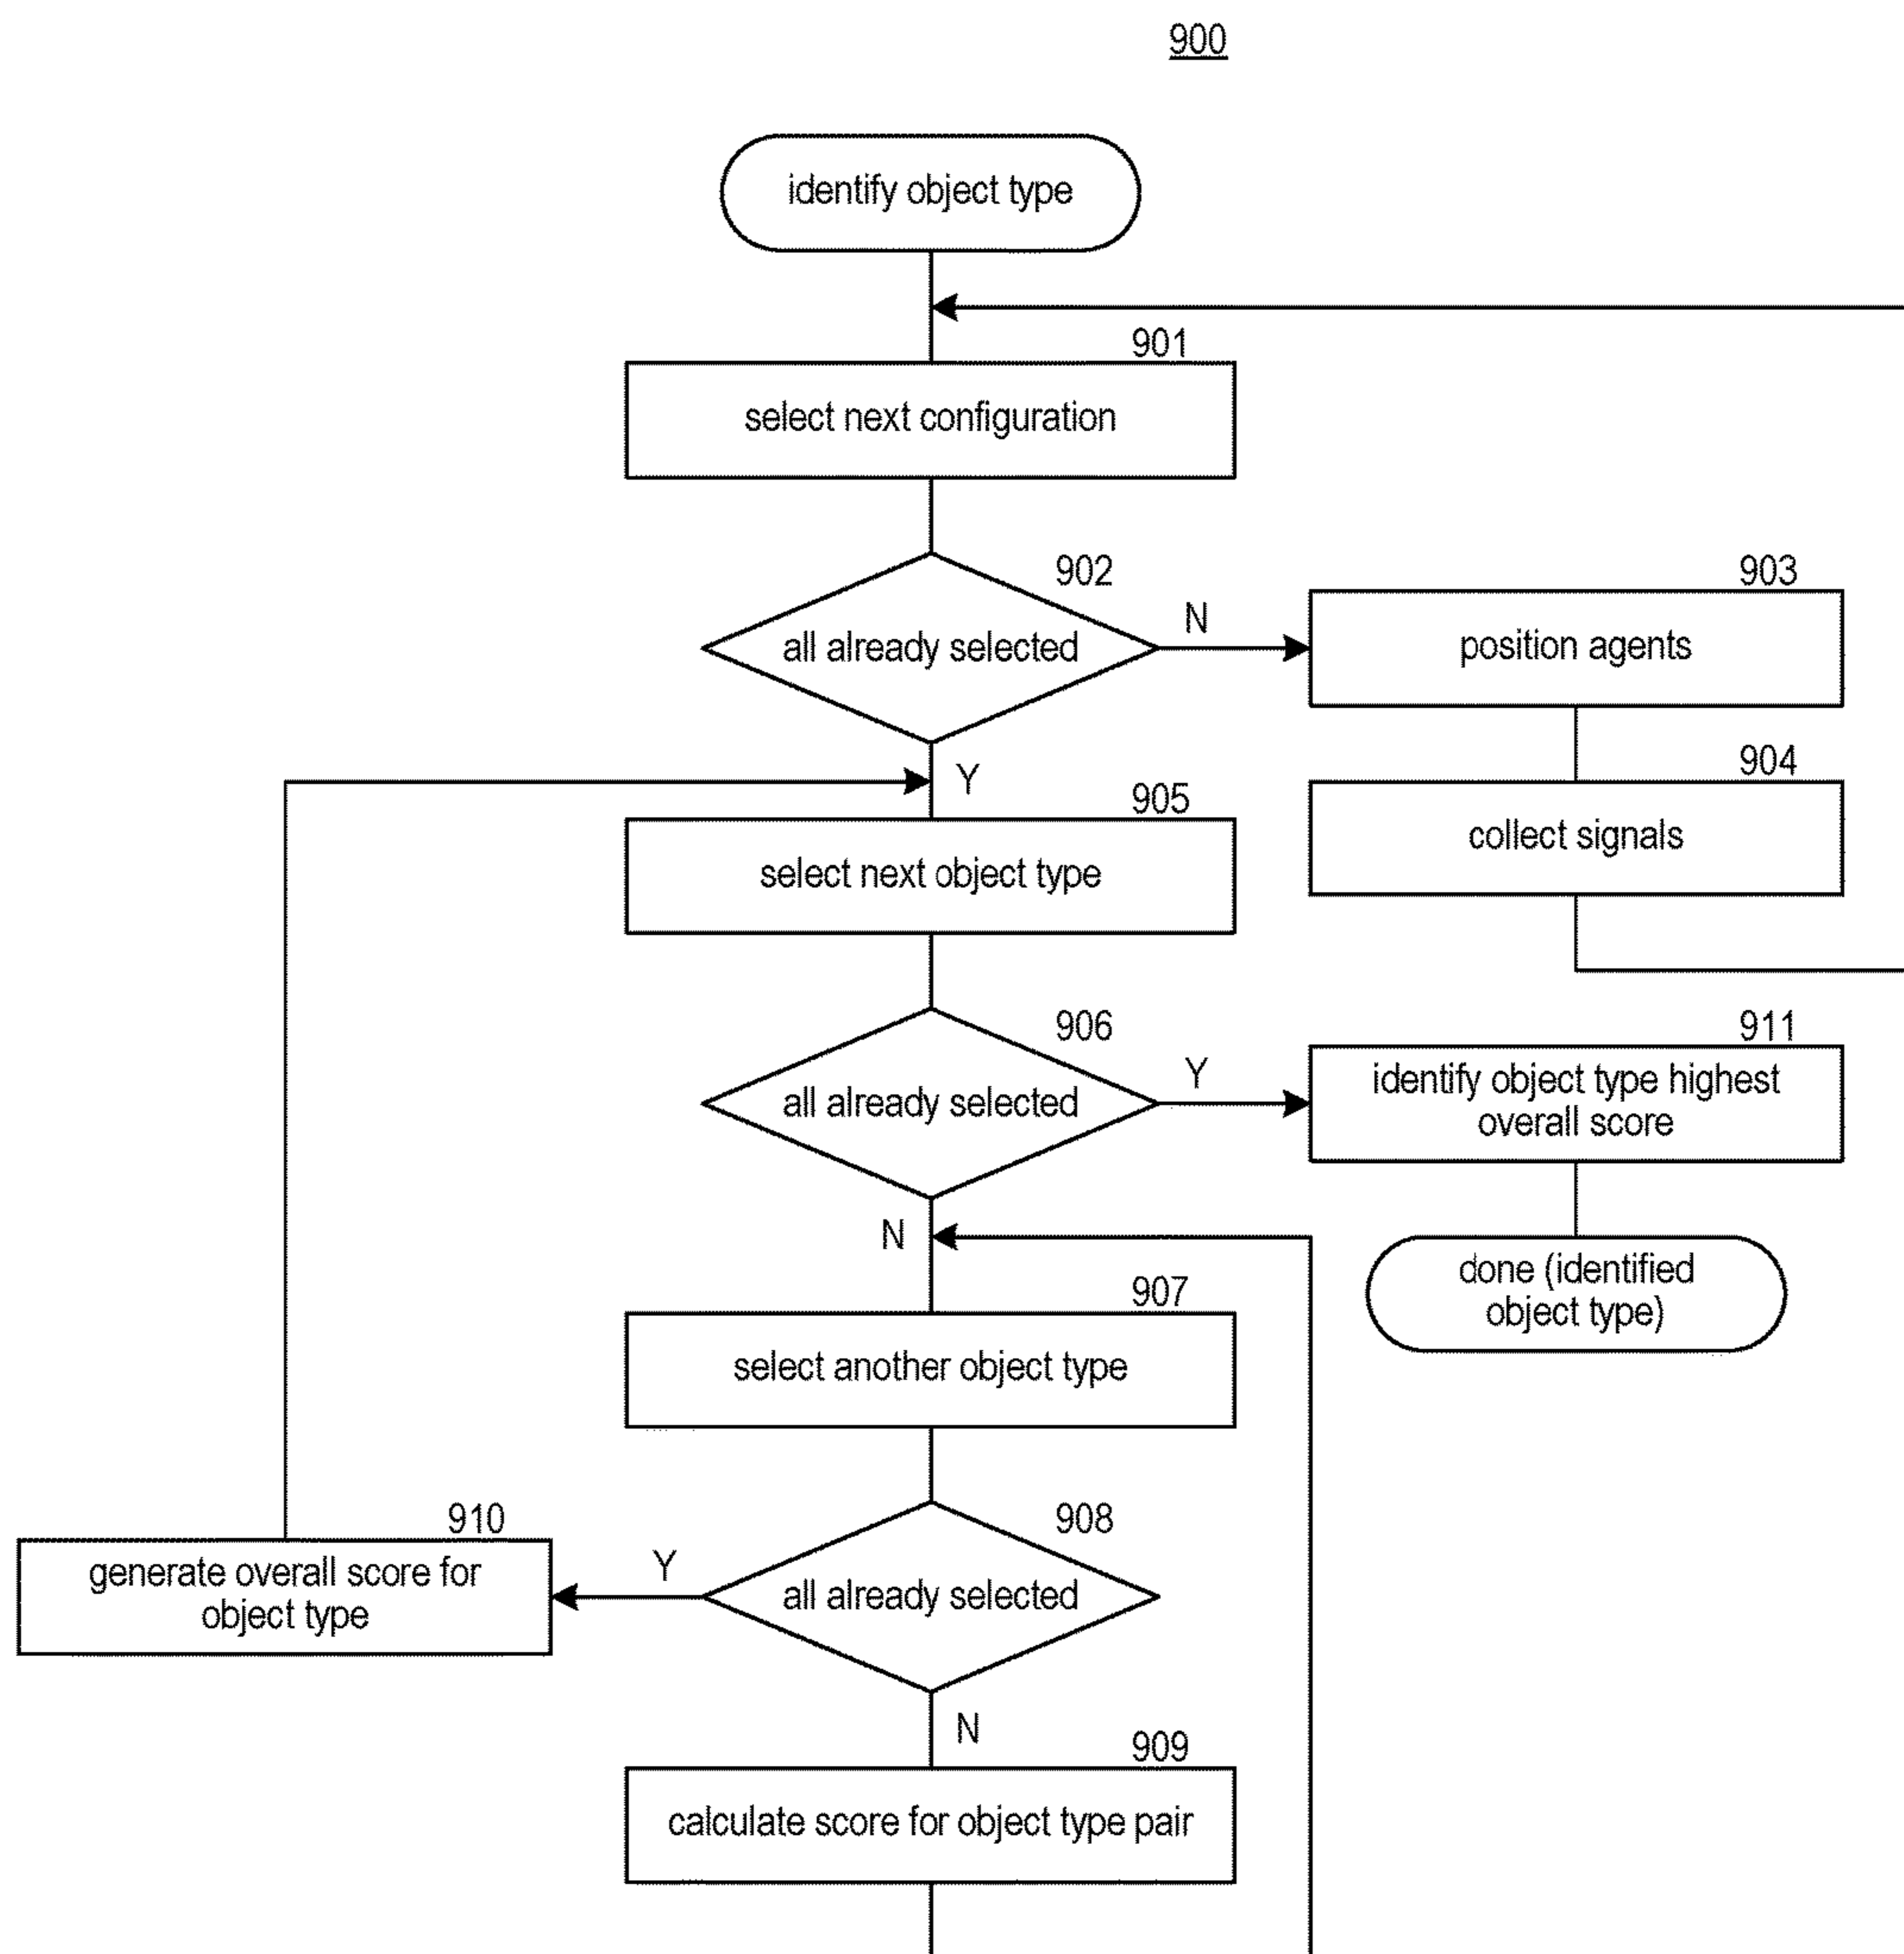 900
identify object type
901
select next configuration
902
all already selected
N
903
position agents
Y
904
collect signals
905
select next object type
906
all already selected
Y
911
identify object type highest
overall score
N
done (identified
object type)
907
select another object type
908
all already selected
Y
910
generate overall score for
object type
N
909
calculate score for object type pair